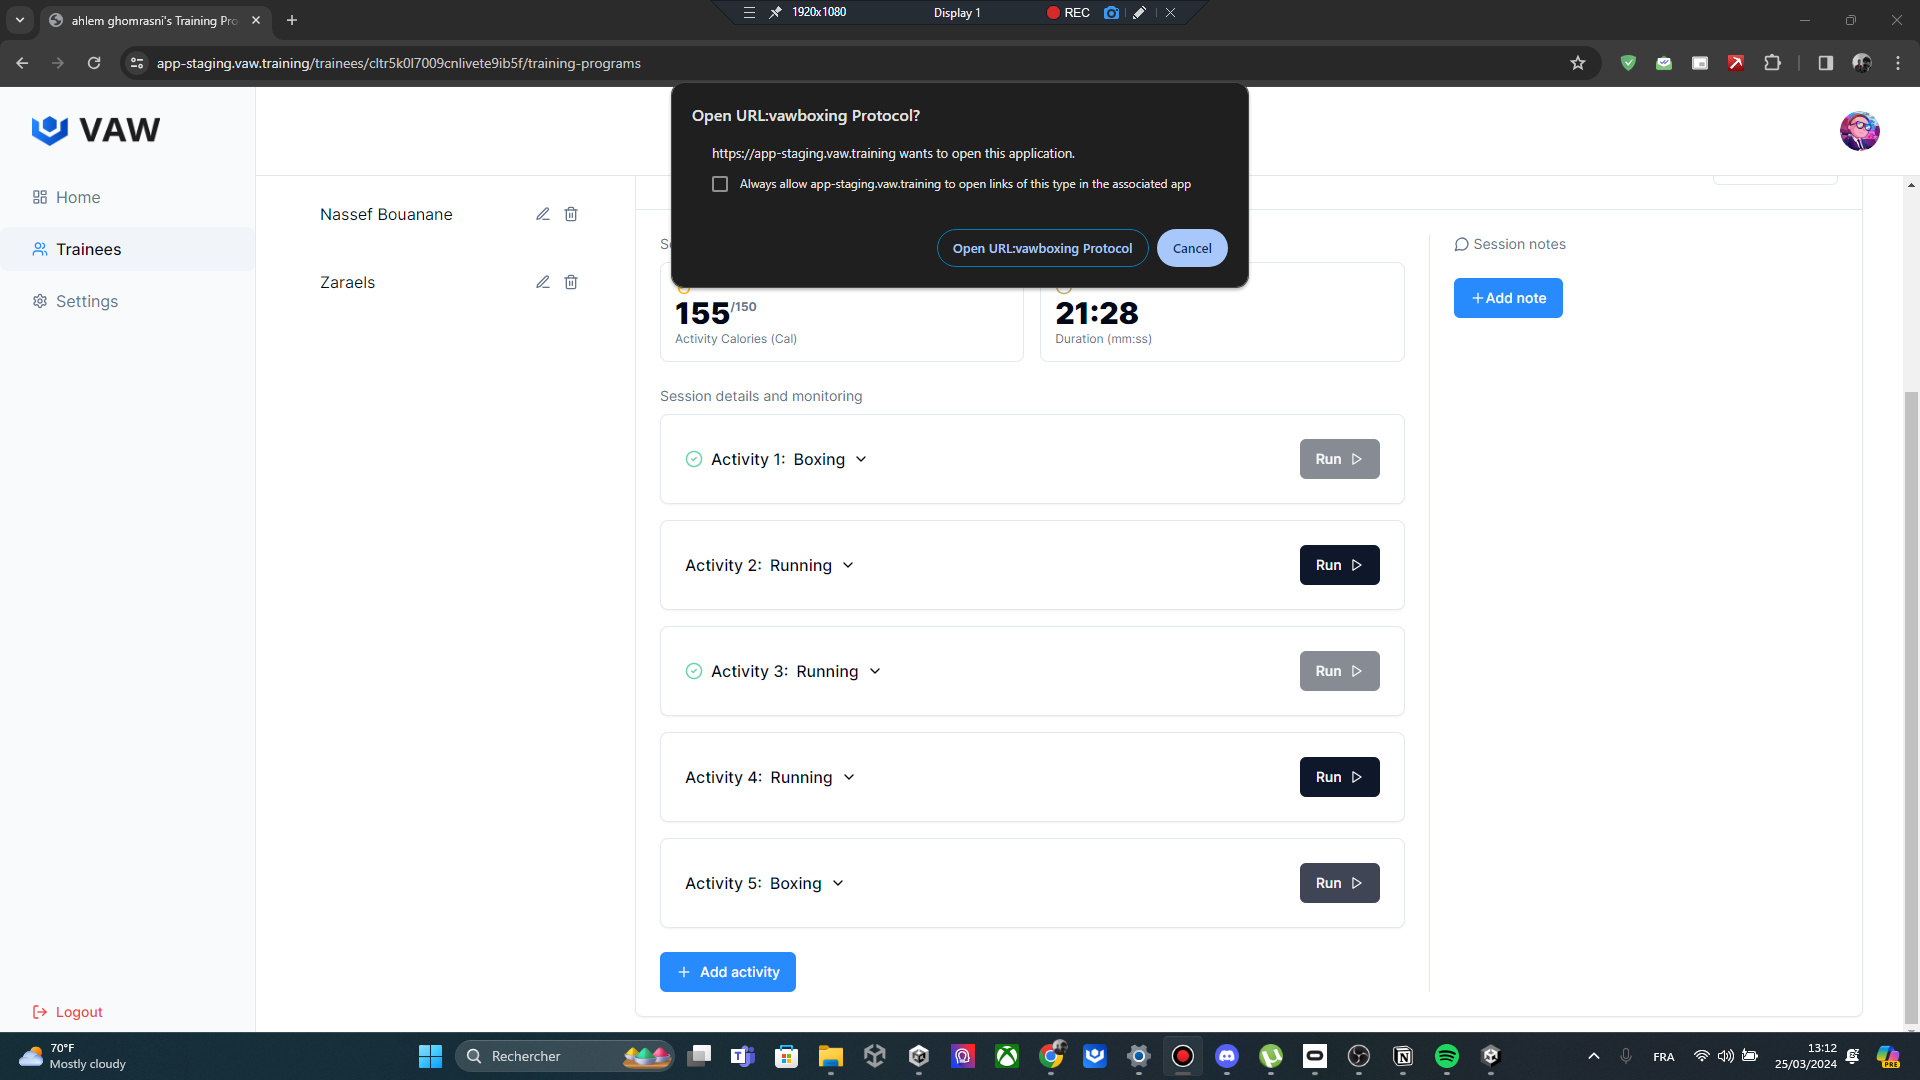 ahlem ghomrasni's Training Pro
1920x1080
Display 1
REC
app-staging.vaw.training/trainees/cltr5k0l7009cnlivete9ib5f/training-programs
Open URL:vawboxing Protocol?
https://app-staging.vaw.training wants to open this application.
Always allow app-staging.vaw.training to open links of this type in the associated app
Open URL:vawboxing Protocol
Cancel
VAW
Home
Trainees
Settings
Logout
Nassef Bouanane
Zaraels
155/150
Activity Calories (Cal)
21:28
Duration (mm:ss)
Session notes
+Add note
Session details and monitoring
Activity 1: Boxing
Run
Activity 2: Running
Run
Activity 3: Running
Run
Activity 4: Running
Run
Activity 5: Boxing
Run
+ Add activity
70°F
Mostly cloudy
Rechercher
FRA
13:12
25/03/2024
PRE